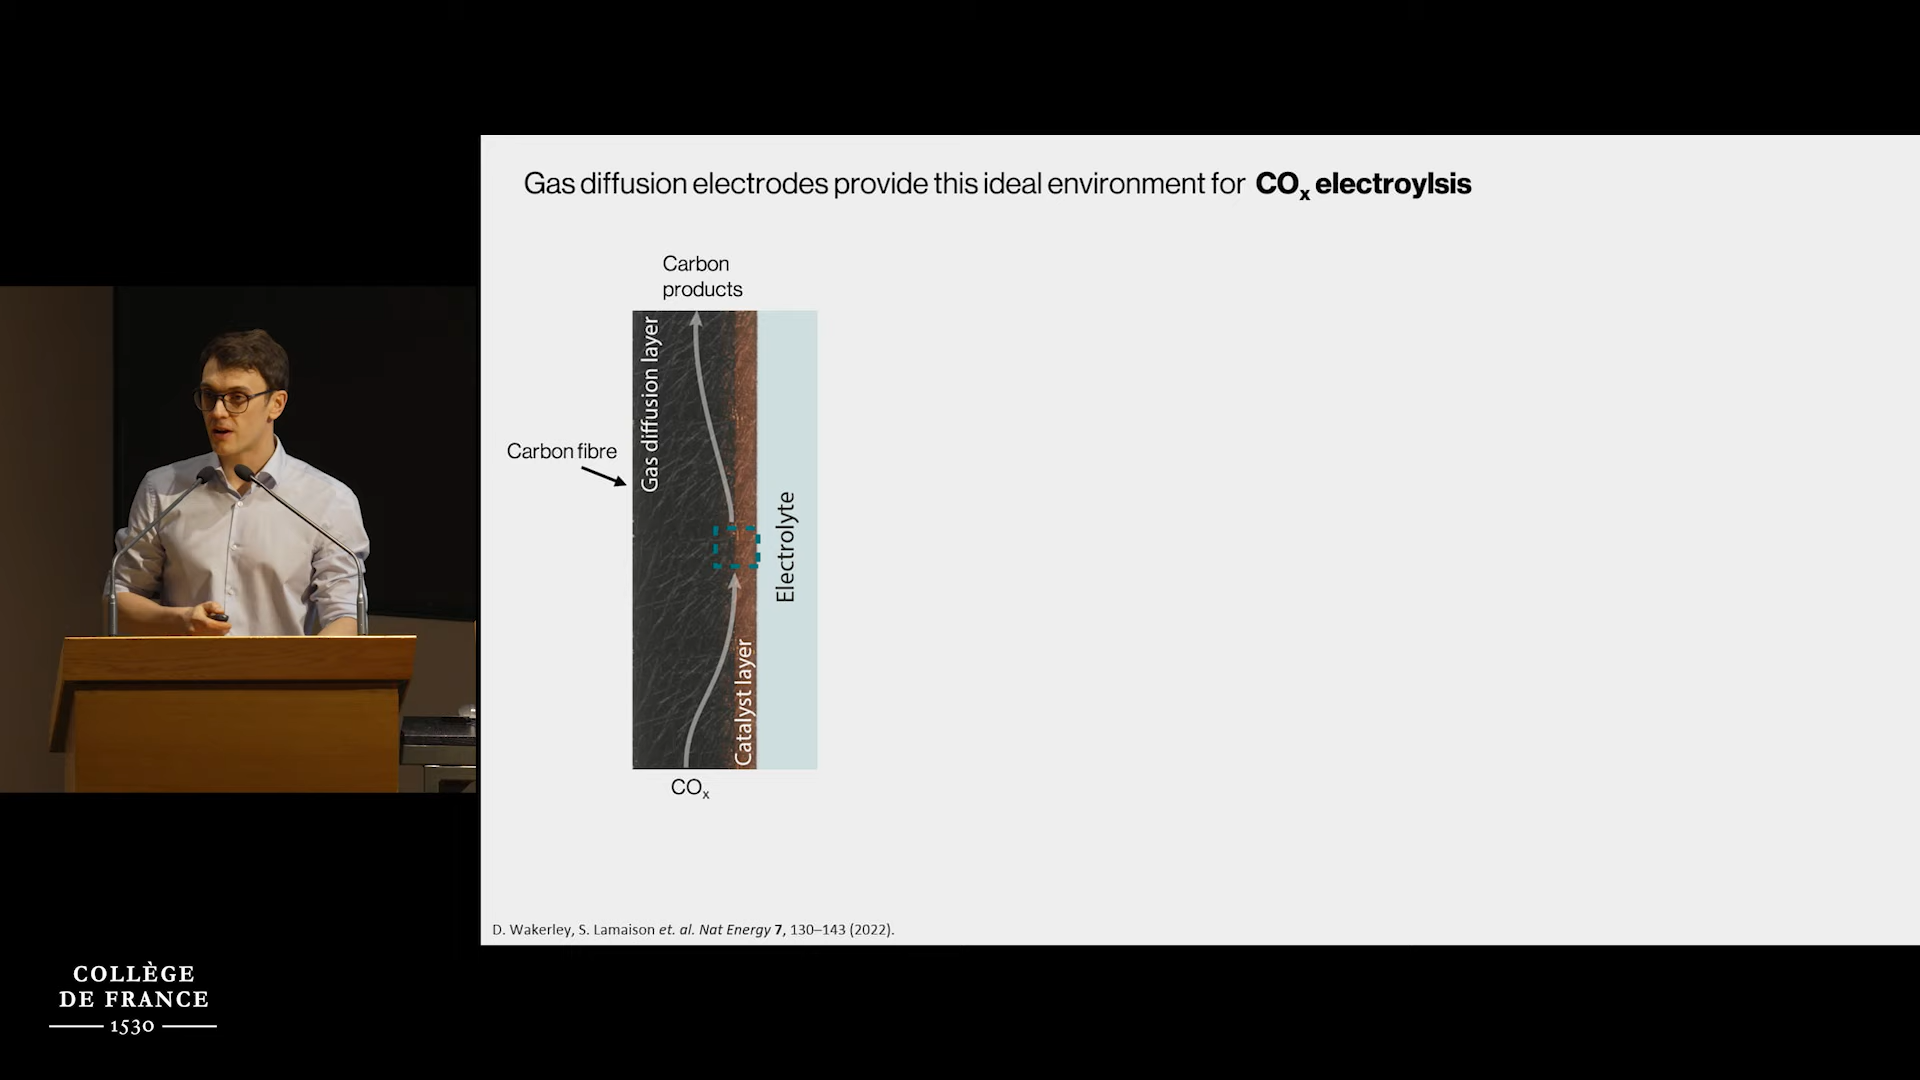 Gas diffusion electrodes provide this ideal environment for COx electroylsis
Carbon
products
Gas diffusion layer
Carbon fibre
Electrolyte
Catalyst layer
COx
D. Wakerley, S. Lamaison et. al. Nat Energy 7, 130–143 (2022).
COLLÈGE
DE FRANCE
1530